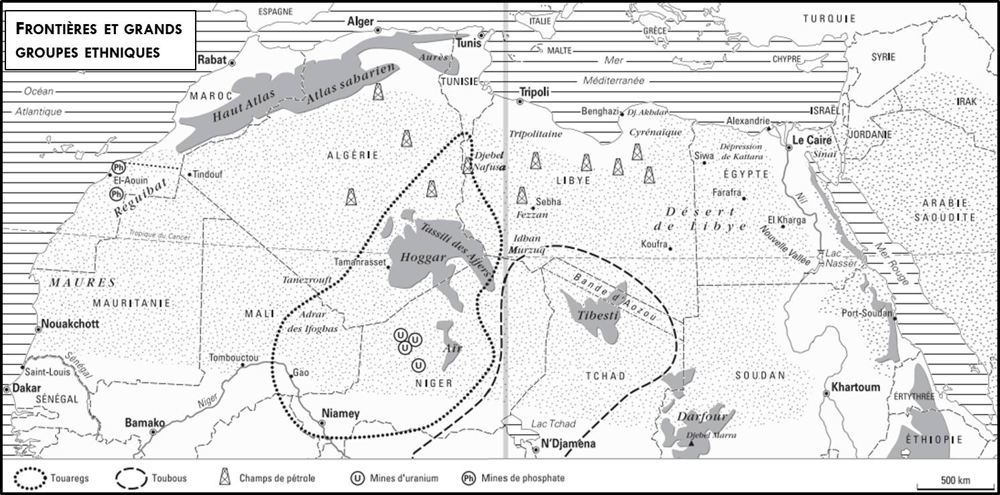 FRONTIÈRES ET GRANDS
GROUPES ETHNIQUES
ESPAGNE
ITALIE
TURQUIE
Alger
GRÈCE
Tunis
MALTE
SYRIE
Rabat
Aurès
Mer
CHYPRE
Méditerranée
TUNISIE
Océan
Atlantique
MAROC
Haut Atlas
Atlas sabarien
Tripoli
Benghazi
Dj. Akbdar
ISRAËL
IRAK
Alexandrie
JORDANIE
Tripolitaine
Cyrénaïque
Le Caire
Dépression
de Kattara
Sinaï
ALGÉRIE
Djebel
Nafusa
Siwa
Ph
El-Aouin
Tindouf
LIBYE
ÉGYPTE
Ph
Réguibat
Farafra
Nil
Sebha
Fezzan
ARABIE
SAOUDITE
Désert
de Libye
El Kharga
Tropique du Cancer
Tassili des Ajjers
Idhan
Murzuq
Koufra
Nouvelle Vallée
Hoggar
Tamanrasset
Lac
Nasser
Mer Rouge
MAURES
Tanezrouft
Bande d'Aozou
MAURITANIE
MALI
Adrar
des Ifoghas
Tibesti
Port-Soudan
Nouakchott
U
U
U
Aïr
U
Tombouctou
Sénégal
Saint-Louis
Gao
NIGER
TCHAD
SOUDAN
Dakar
SÉNÉGAL
Khartoum
Niger
ÉRTYTHRÉE
Niamey
Bamako
Lac Tchad
Darfour
N'Djaména
Djebel Marra
ÉTHIOPIE
Touaregs
Toubous
Champs de pétrole
U Mines d'uranium
Ph Mines de phosphate
500 km